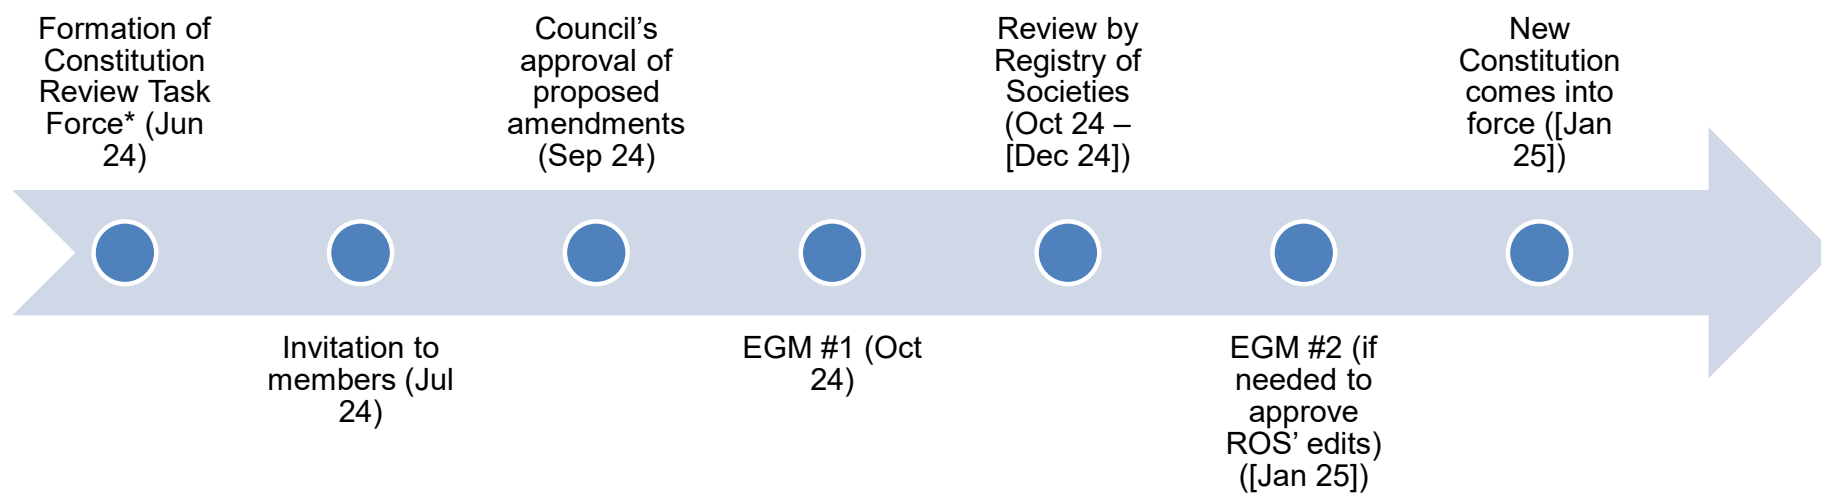 Formation of
Constitution
Review Task
Force* (Jun
24)
Invitation to
members (Jul
24)
Council’s
approval of
proposed
amendments
(Sep 24)
EGM #1 (Oct
24)
Review by
Registry of
Societies
(Oct 24 –
[Dec 24])
EGM #2 (if
needed to
approve
ROS’ edits)
([Jan 25])
New
Constitution
comes into
force ([Jan
25])